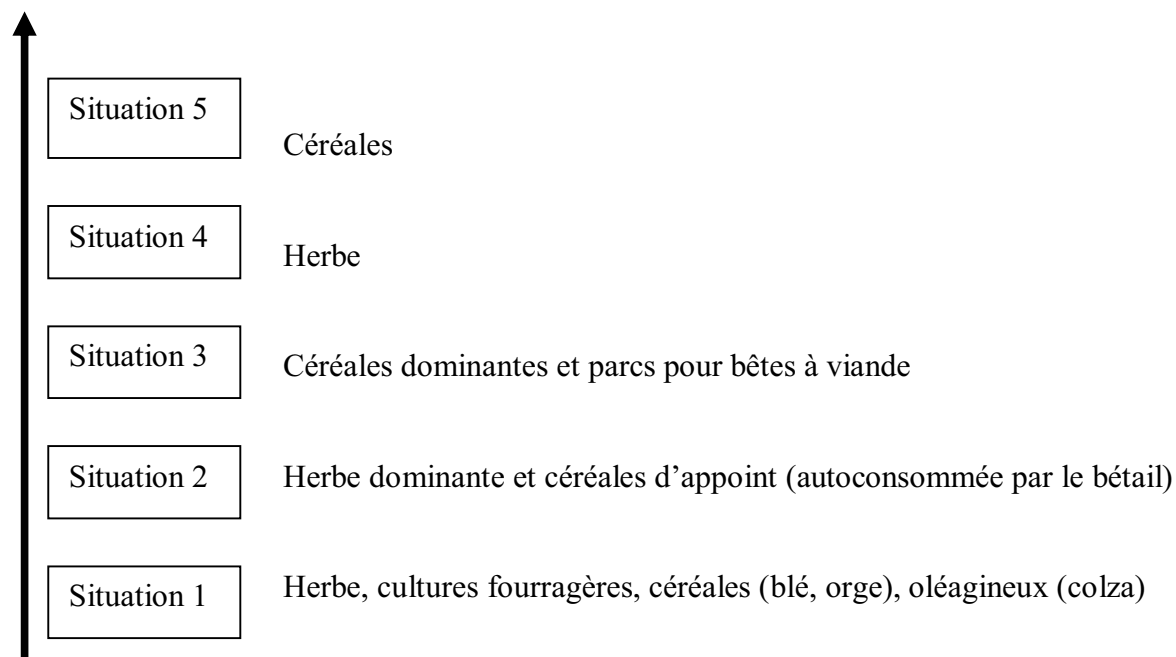 Situation 5
Céréales
Situation 4
Herbe
Situation 3
Céréales dominantes et parcs pour bêtes à viande
Situation 2
Herbe dominante et céréales d’appoint (autoconsommée par le bétail)
Situation 1
Herbe, cultures fourragères, céréales (blé, orge), oléagineux (colza)